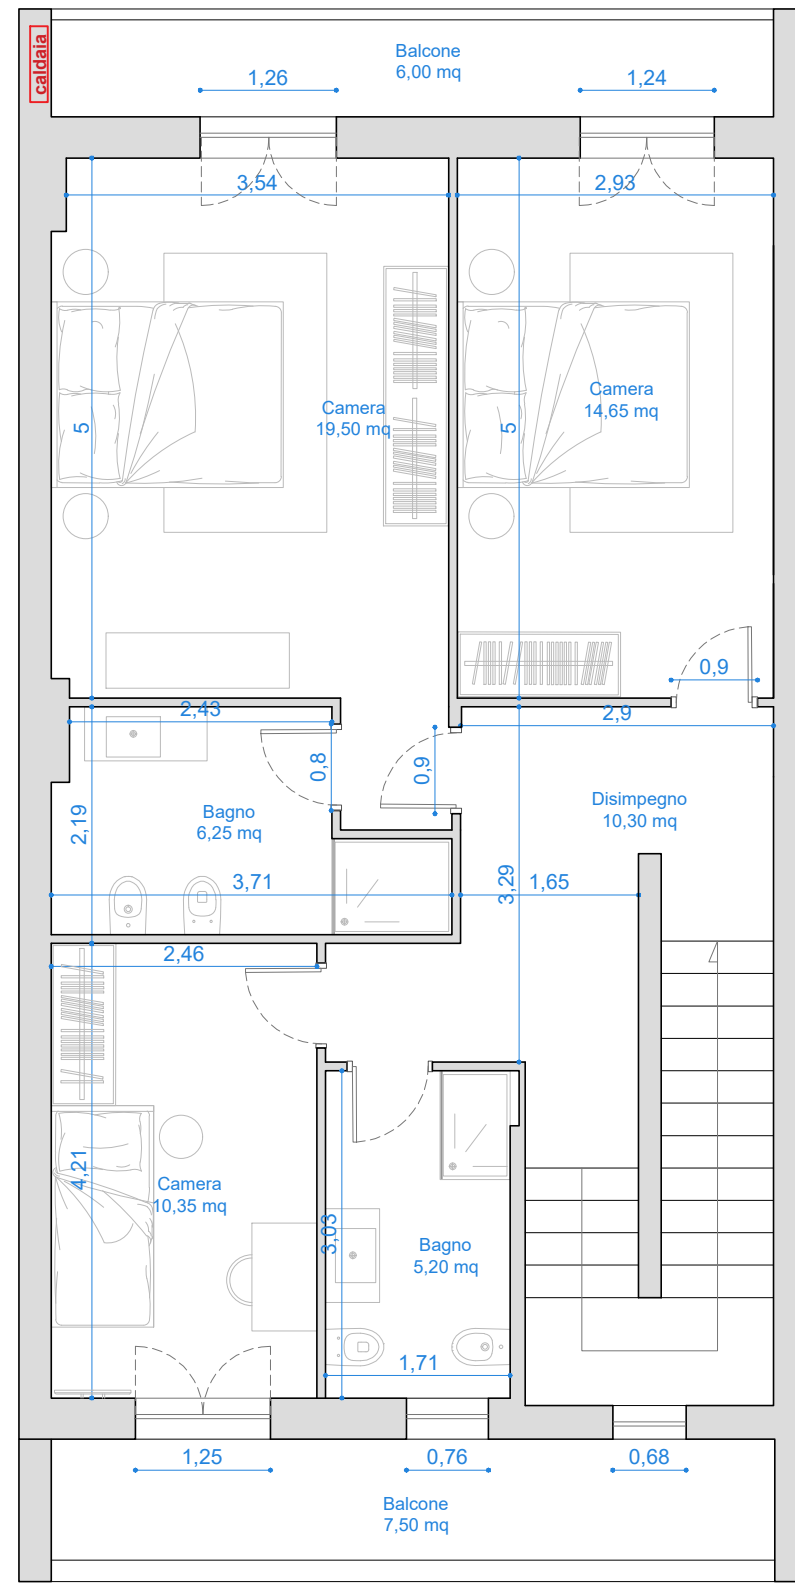 caldaia
Balcone
6,00 mq
1,26
1,24
3,54
2,93
Camera
19,50 mq
5
Camera
14,65 mq
5
0,9
2,43
2,9
0,8
0,9
Bagno
6,25 mq
2,19
Disimpegno
10,30 mq
3,71
3,29
1,65
2,46
4,21
Camera
10,35 mq
3,03
Bagno
5,20 mq
1,71
1,25
0,76
0,68
Balcone
7,50 mq